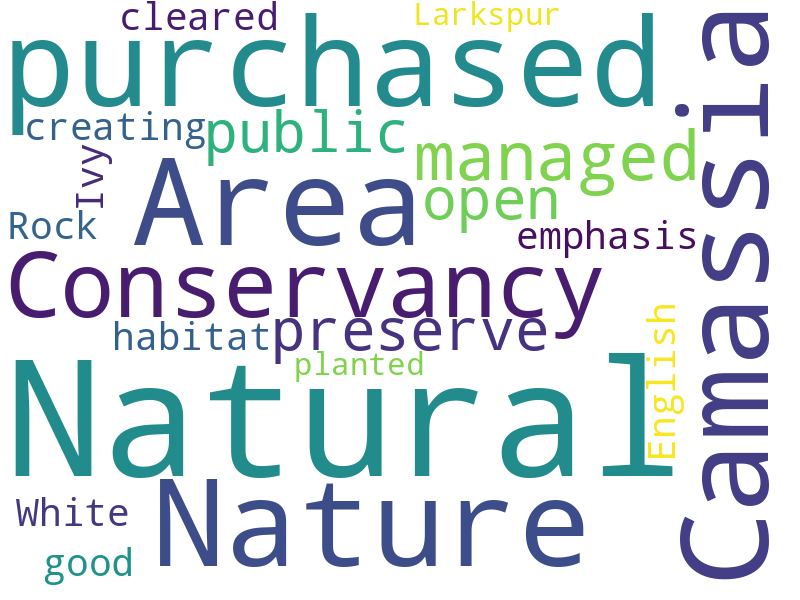 cleared
Larkspur
purchased
Camassia
creating
public
managed
Ivy
Area
open
Rock
emphasis
Conservancy
habitat
preserve
English
planted
Natural
White
Nature
good